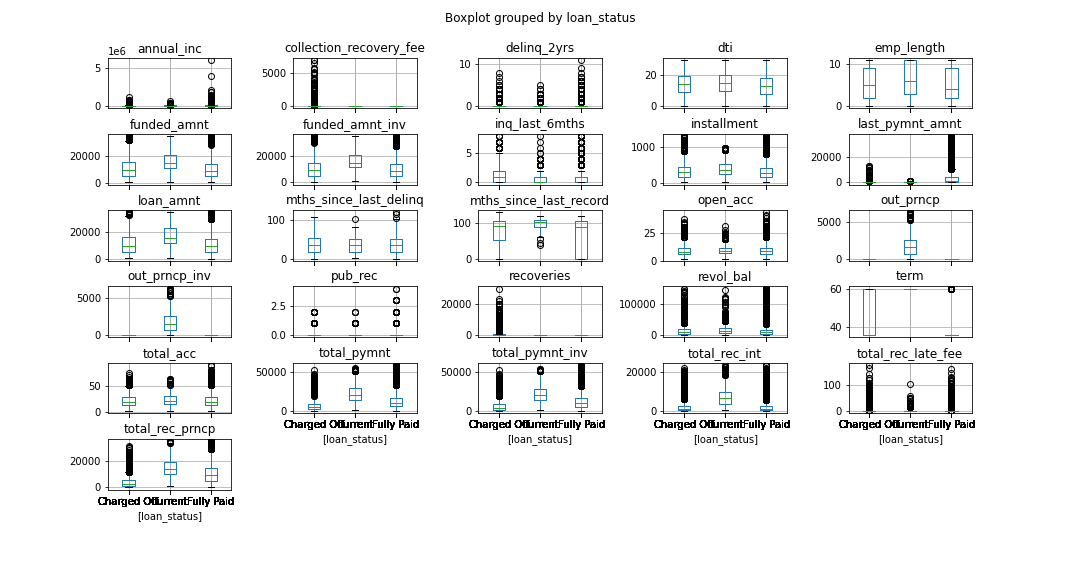 Boxplot grouped by loan_status
annual_inc collection_recovery_fee delinq_2yrs dti emp_length
1e6
5 0
5000 0
10 0
20 0
10 0
funded_amnt funded_amnt_inv inq_last_6mths installment last_pymnt_amnt
20000 0
20000 0
5 0
1000 0
20000 0
loan_amnt mths_since_last_delinq mths_since_last_record open_acc out_prncp
20000 0
100 0
100 0
25 0
5000 0
out_prncp_inv pub_rec recoveries revol_bal term
5000 0
2.5 0.0
20000 0
100000 0
60 40
total_acc total_pymnt total_pymnt_inv total_rec_int total_rec_late_fee
50 0
50000 0
50000 0
20000 0
100 0
Charged Off Current Fully Paid Charged Off Current Fully Paid Charged Off Current Fully Paid Charged Off Current Fully Paid
[loan_status] [loan_status] [loan_status] [loan_status]
total_rec_prncp
20000 0
Charged Off Current Fully Paid
[loan_status]